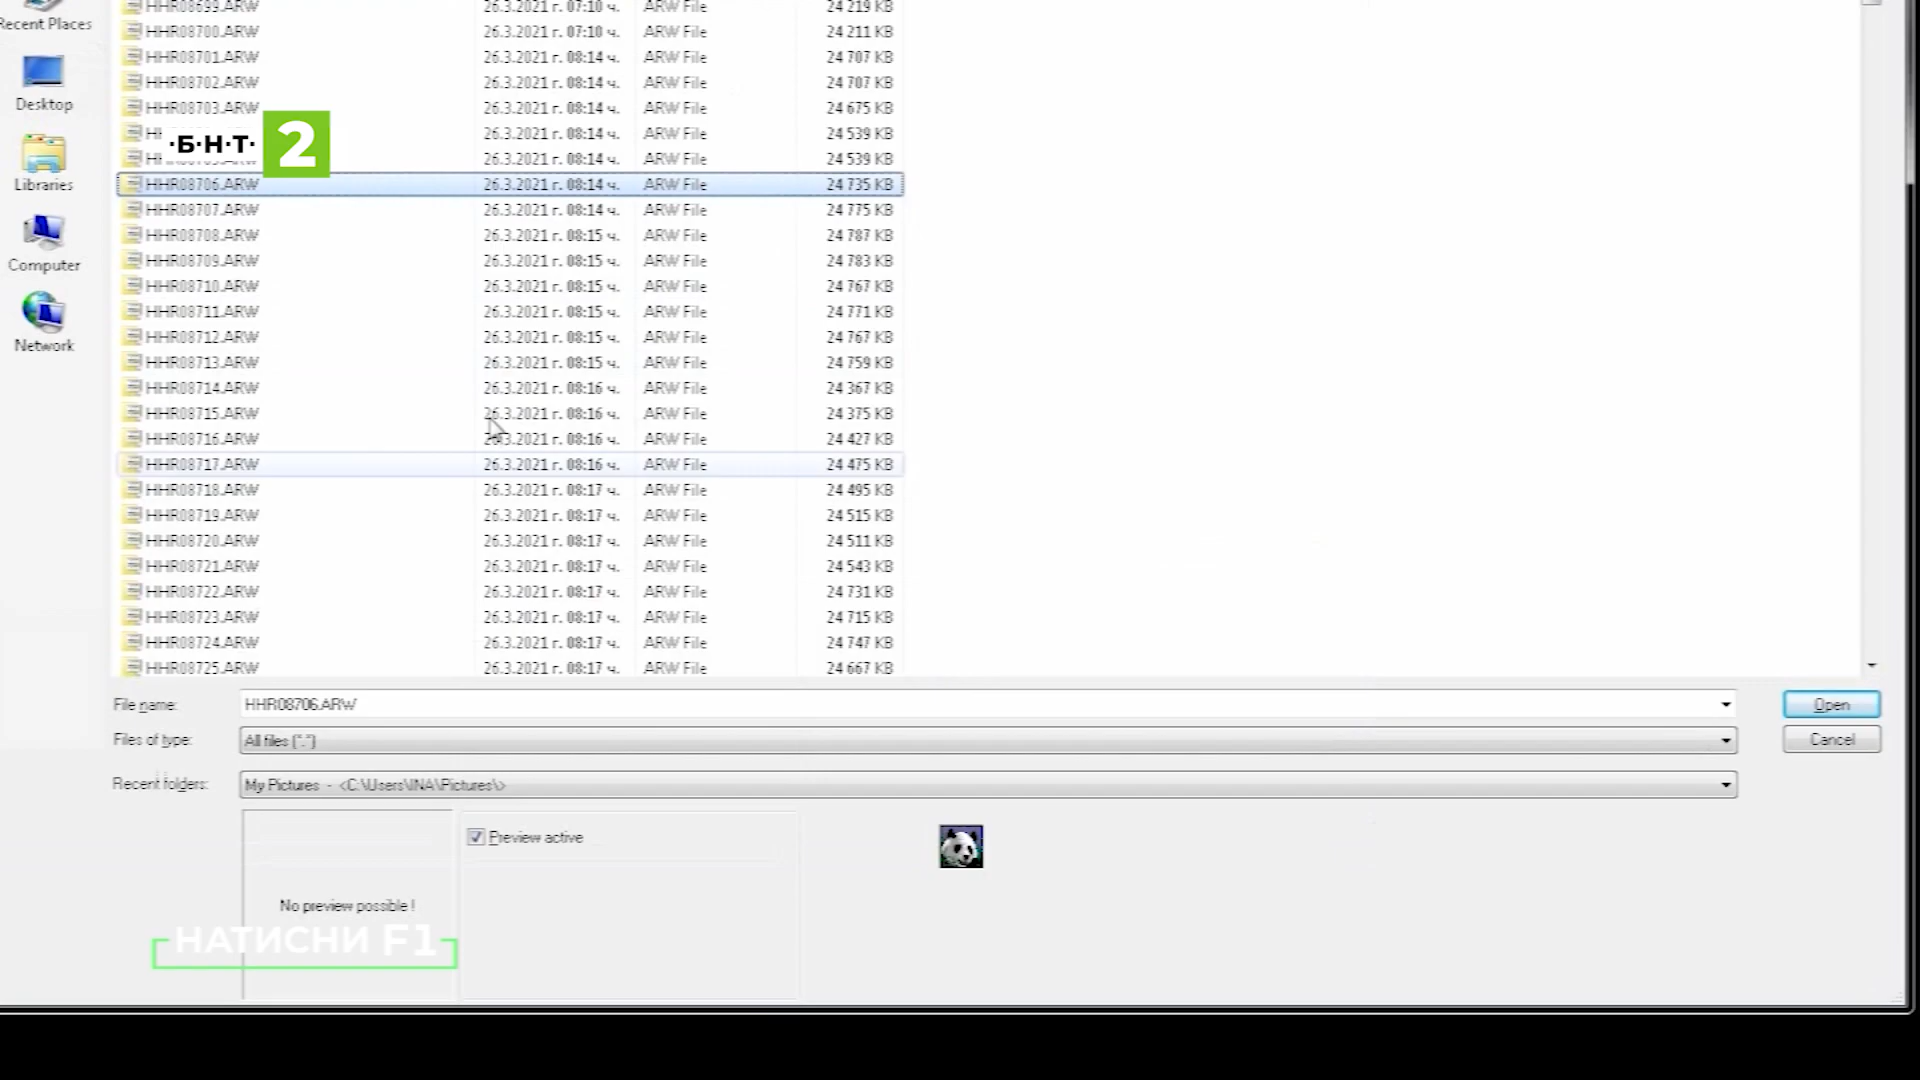 Recent Places
Desktop
Libraries
Computer
Network
HHR08699.ARW 26.3.2021 г. 07:10 ч. ARW File 24 219 KB
HHR08700.ARW 26.3.2021 г. 07:10 ч. ARW File 24 211 KB
HHR08701.ARW 26.3.2021 г. 08:14 ч. ARW File 24 707 KB
HHR08702.ARW 26.3.2021 г. 08:14 ч. ARW File 24 707 KB
HHR08703.ARW 26.3.2021 г. 08:14 ч. ARW File 24 675 KB
26.3.2021 г. 08:14 ч. ARW File 24 539 KB
·Б·Н·Т· 2
26.3.2021 г. 08:14 ч. ARW File 24 539 KB
HHR08706.ARW 26.3.2021 г. 08:14 ч. ARW File 24 735 KB
HHR08707.ARW 26.3.2021 г. 08:14 ч. ARW File 24 775 KB
HHR08708.ARW 26.3.2021 г. 08:15 ч. ARW File 24 787 KB
HHR08709.ARW 26.3.2021 г. 08:15 ч. ARW File 24 783 KB
HHR08710.ARW 26.3.2021 г. 08:15 ч. ARW File 24 767 KB
HHR08711.ARW 26.3.2021 г. 08:15 ч. ARW File 24 771 KB
HHR08712.ARW 26.3.2021 г. 08:15 ч. ARW File 24 767 KB
HHR08713.ARW 26.3.2021 г. 08:15 ч. ARW File 24 759 KB
HHR08714.ARW 26.3.2021 г. 08:16 ч. ARW File 24 367 KB
HHR08715.ARW 26.3.2021 г. 08:16 ч. ARW File 24 375 KB
HHR08716.ARW 26.3.2021 г. 08:16 ч. ARW File 24 427 KB
HHR08717.ARW 26.3.2021 г. 08:16 ч. ARW File 24 475 KB
HHR08718.ARW 26.3.2021 г. 08:17 ч. ARW File 24 495 KB
HHR08719.ARW 26.3.2021 г. 08:17 ч. ARW File 24 515 KB
HHR08720.ARW 26.3.2021 г. 08:17 ч. ARW File 24 511 KB
HHR08721.ARW 26.3.2021 г. 08:17 ч. ARW File 24 543 KB
HHR08722.ARW 26.3.2021 г. 08:17 ч. ARW File 24 731 KB
HHR08723.ARW 26.3.2021 г. 08:17 ч. ARW File 24 715 KB
HHR08724.ARW 26.3.2021 г. 08:17 ч. ARW File 24 747 KB
HHR08725.ARW 26.3.2021 г. 08:17 ч. ARW File 24 667 KB
File name: HHR08706.ARW Open
Files of type: All files (*.*) Cancel
Recent folders: My Pictures - <C:\Users\INA\Pictures\>
Preview active
No preview possible !
НАТИСНИ F1